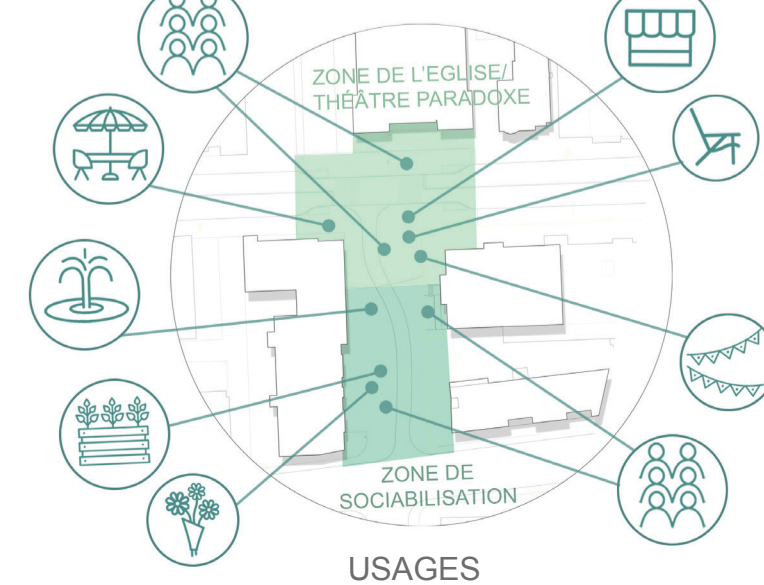 ZONE DE L'EGLISE/
THÉÂTRE PARADOXE
ZONE DE
SOCIABILISATION
USAGES